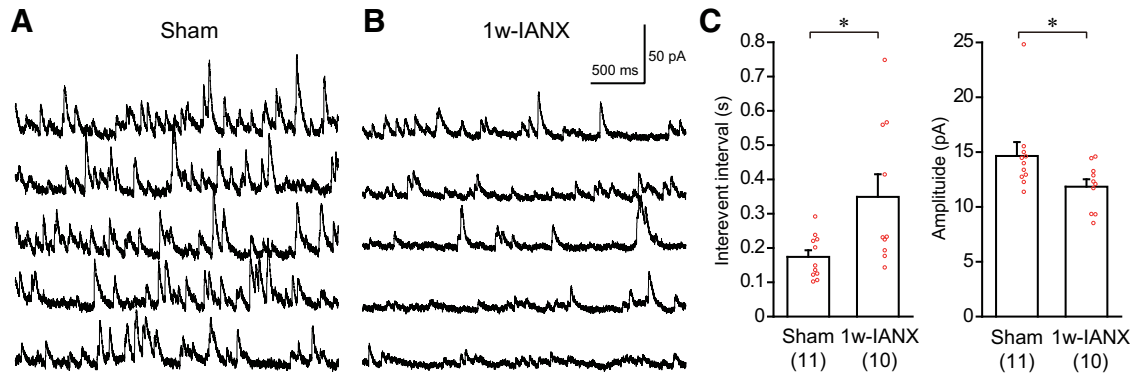 A
Sham
B
1w-IANX
500 ms
50 pA
C
*
Interevent interval (s)
0.8
0.7
0.6
0.5
0.4
0.3
0.2
0.1
0
Sham
(11)
1w-IANX
(10)
*
Amplituide (pA)
25
20
15
10
5
0
Sham
(11)
1w-IANX
(10)